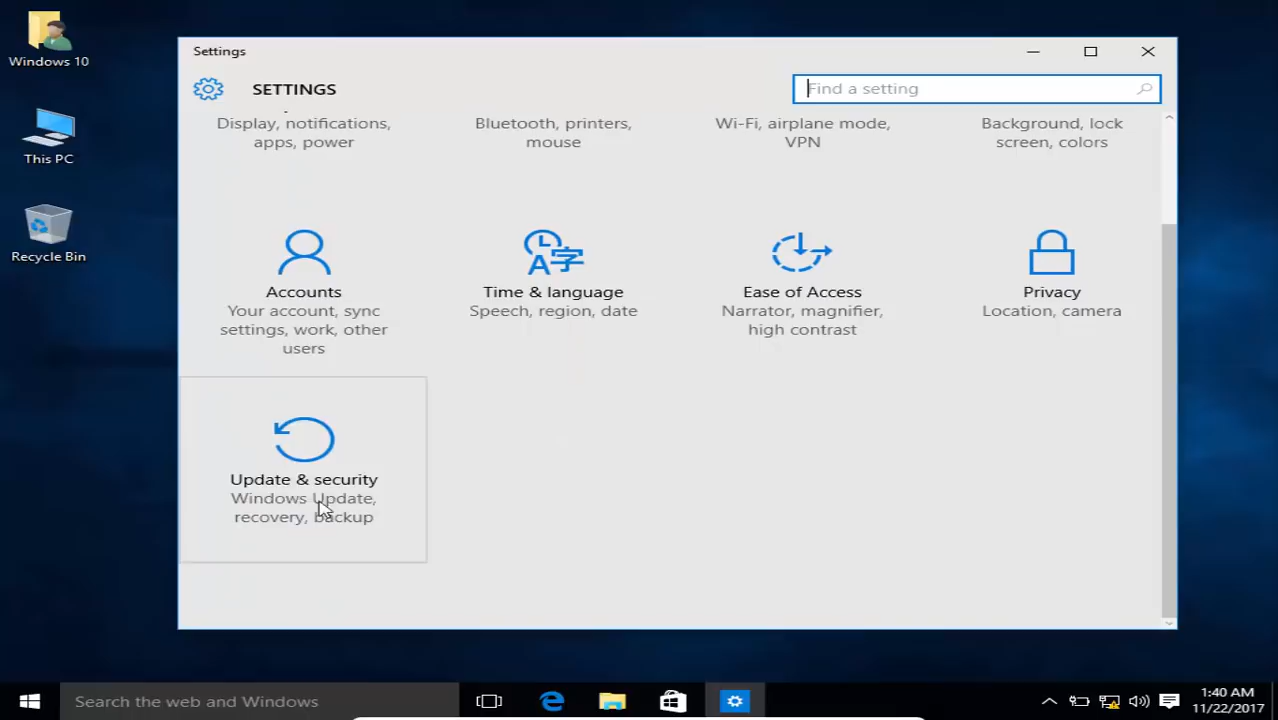 Windows 10
This PC
Recycle Bin
Settings
SETTINGS
Find a setting
Display, notifications,
apps, power
Bluetooth, printers,
mouse
Wi-Fi, airplane mode,
VPN
Background, lock
screen, colors
Accounts
Your account, sync
settings, work, other
users
Time & language
Speech, region, date
Ease of Access
Narrator, magnifier,
high contrast
Privacy
Location, camera
Update & security
Windows Update,
recovery, backup
Search the web and Windows
1:40 AM
11/22/2017